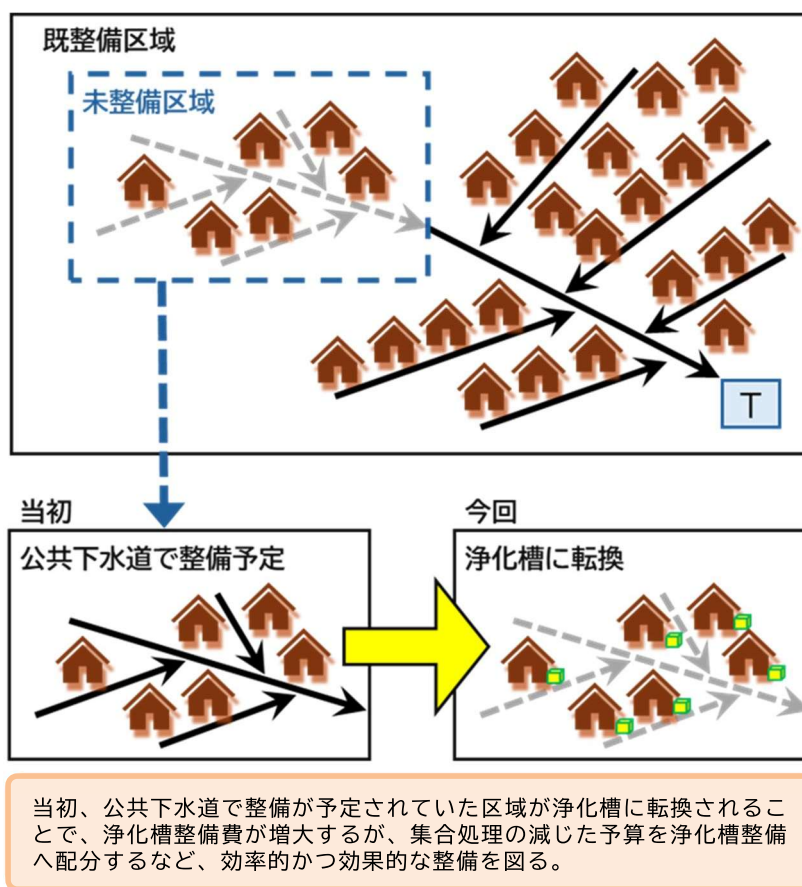 既整備区域
未整備区域
T
当初
今回
公共下水道で整備予定
浄化槽に転換
当初、公共下水道で整備が予定されていた区域が浄化槽に転換されるこ
とで、浄化槽整備費が増大するが、集合処理の減じた予算を浄化槽整備
へ配分するなど、効率的かつ効果的な整備を図る。